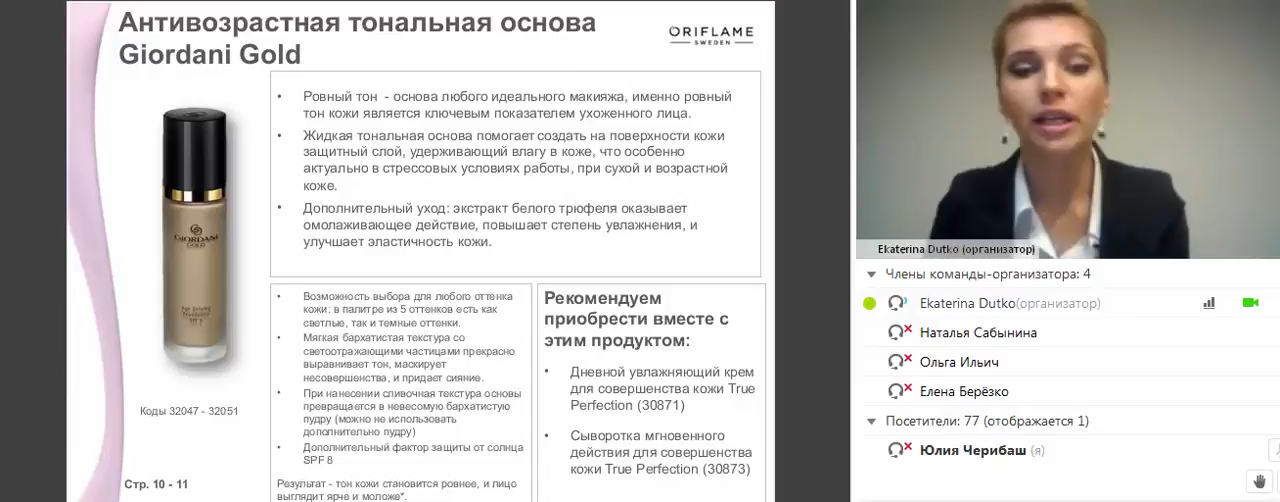 Антивозрастная тональная основа
Giordani Gold
ORIFLAME
SWEDEN
• Ровный тон - основа любого идеального макияжа, именно ровный
тон кожи является ключевым показателем ухоженного лица.
• Жидкая тональная основа помогает создать на поверхности кожи
защитный слой, удерживающий влагу в коже, что особенно
актуально в стрессовых условиях работы, при сухой и возрастной
коже.
• Дополнительный уход: экстракт белого трюфеля оказывает
омолаживающее действие, повышает степень увлажнения, и
улучшает эластичность кожи.
GIORDANI
GOLD
Коды 32047 - 32051
Стр. 10 - 11
• Возможность выбора для любого оттенка
кожи: в палитре из 5 оттенков есть как
светлые, так и темные оттенки.
• Мягкая бархатистая текстура со
светоотражающими частицами прекрасно
выравнивает тон, маскирует
несовершенства, и придает сияние.
• При нанесении сливочная текстура основы
превращается в невесомую бархатистую
пудру (можно не использовать
дополнительно пудру)
• Дополнительный фактор защиты от солнца
SPF 8
Результат - тон кожи становится ровнее, и лицо
выглядит ярче и моложе*.
Рекомендуем
приобрести вместе с
этим продуктом:
• Дневной увлажняющий крем
для совершенства кожи True
Perfection (30871)
• Сыворотка мгновенного
действия для совершенства
кожи True Perfection (30873)
Ekaterina Dutko (организатор)
Члены команды-организатора: 4
Ekaterina Dutko(организатор)
Наталья Сабынина
Ольга Ильич
Елена Берёзко
Посетители: 77 (отображается 1)
Юлия Черибаш (я)